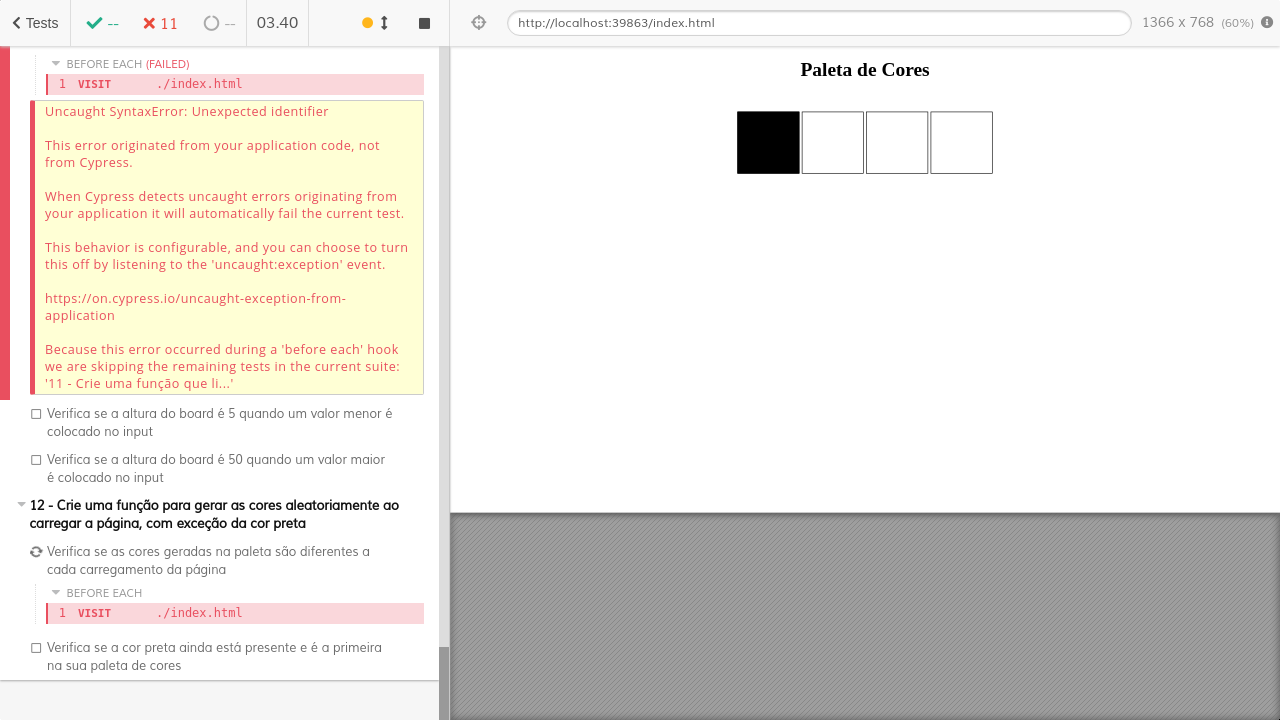 Tests
--
11
--
03.40
http://localhost:39863/index.html
1366 x 768 (60%)
BEFORE EACH (FAILED)
1 VISIT ./index.html
Uncaught SyntaxError: Unexpected identifier
This error originated from your application code, not
from Cypress.
When Cypress detects uncaught errors originating from
your application it will automatically fail the current test.
This behavior is configurable, and you can choose to turn
this off by listening to the 'uncaught:exception' event.
https://on.cypress.io/uncaught-exception-from-
application
Because this error occurred during a 'before each' hook
we are skipping the remaining tests in the current suite:
'11 - Crie uma função que li...'
Verifica se a altura do board é 5 quando um valor menor é
colocado no input
Verifica se a altura do board é 50 quando um valor maior
é colocado no input
12 - Crie uma função para gerar as cores aleatoriamente ao
carregar a página, com exceção da cor preta
Verifica se as cores geradas na paleta são diferentes a
cada carregamento da página
BEFORE EACH
1 VISIT ./index.html
Verifica se a cor preta ainda está presente e é a primeira
na sua paleta de cores
Paleta de Cores